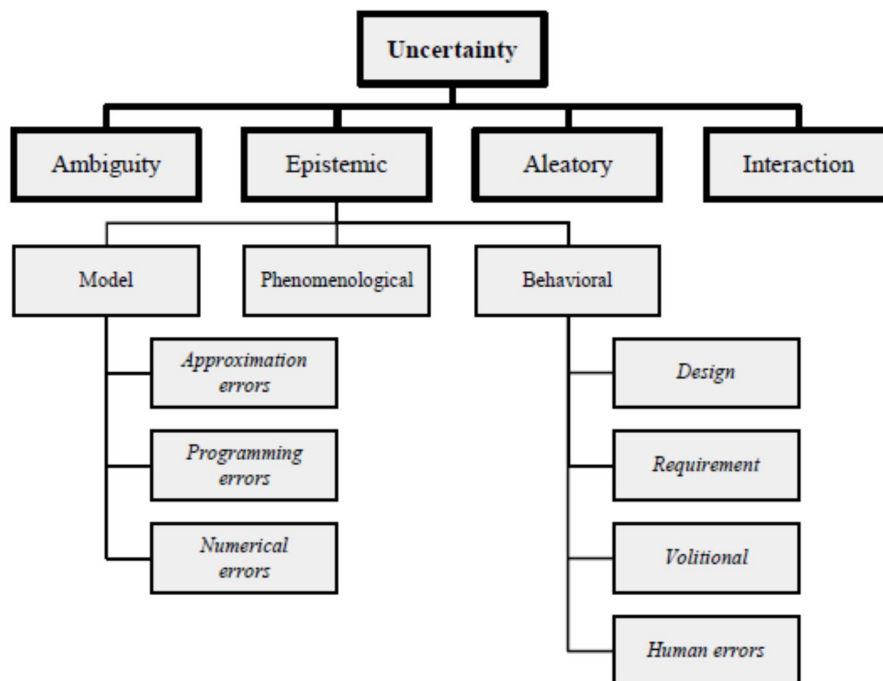 Uncertainty
Ambiguity
Epistemic
Aleatory
Interaction
Model
Phenomenological
Behavioral
Approximation
errors
Programming
errors
Numerical
errors
Design
Requirement
Volitional
Human errors